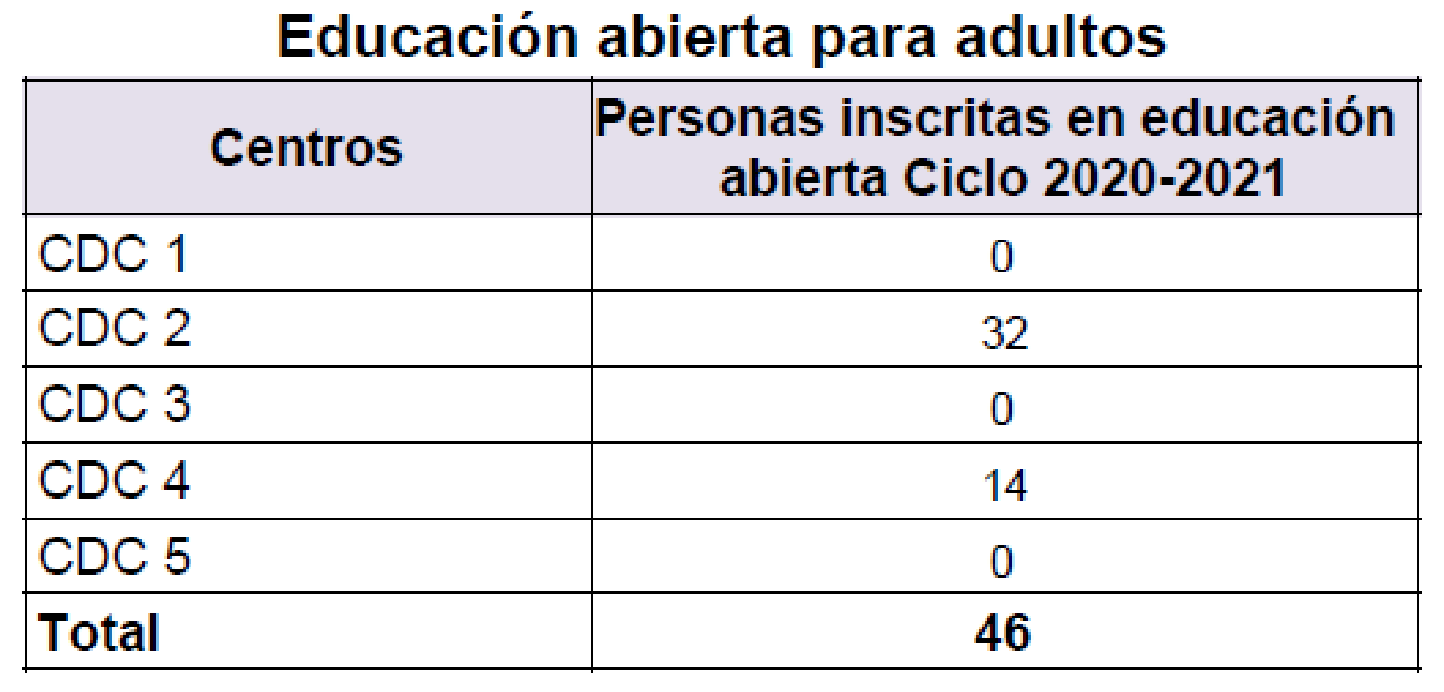 Educación abierta para adultos
Centros
Personas inscritas en educación
abierta Ciclo 2020-2021
CDC 1 0
CDC 2 32
CDC 3 0
CDC 4 14
CDC 5 0
Total 46